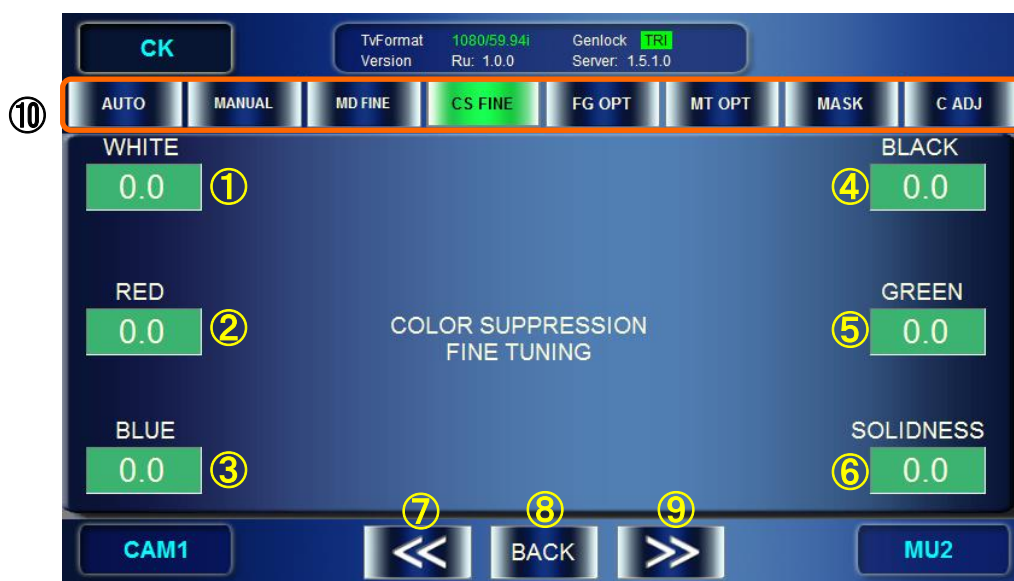 CK
TvFormat 1080/59.94i Genlock TRI
Version Ru: 1.0.0 Server: 1.5.1.0
⑩
AUTO MANUAL MD FINE CS FINE FG OPT MT OPT MASK C ADJ
WHITE BLACK
0.0 ① ④ 0.0
RED GREEN
0.0 ② ⑤ 0.0
COLOR SUPPRESSION
FINE TUNING
BLUE SOLIDNESS
0.0 ③ ⑥ 0.0
⑦ ⑧ ⑨
CAM1 << BACK >> MU2